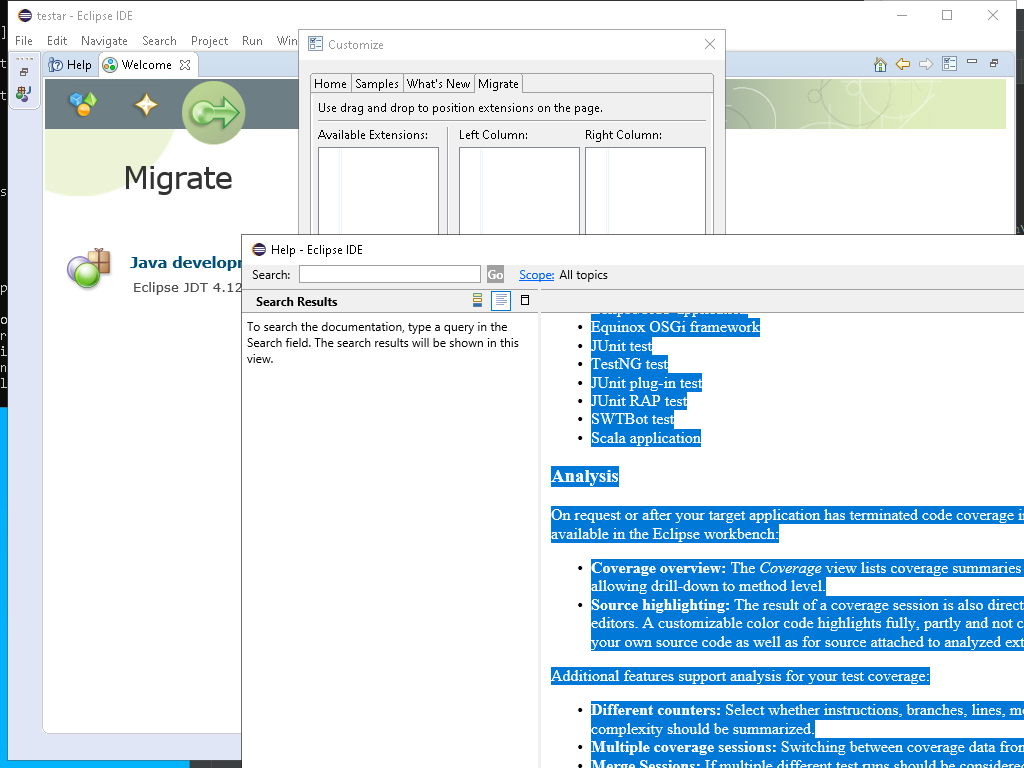 testar - Eclipse IDE
File Edit Navigate Search Project Run Win
Help Welcome
Customize
Home Samples What's New Migrate
Use drag and drop to position extensions on the page.
Available Extensions: Left Column: Right Column:
Migrate
Java develop
Eclipse JDT 4.12
Help - Eclipse IDE
Search: Go Scope: All topics
Search Results
To search the documentation, type a query in the
Search field. The search results will be shown in this
view.
• Equinox OSGi framework
• JUnit test
• TestNG test
• JUnit plug-in test
• JUnit RAP test
• SWTBot test
• Scala application
Analysis
On request or after your target application has terminated code coverage i
available in the Eclipse workbench:
• Coverage overview: The Coverage view lists coverage summaries
allowing drill-down to method level.
• Source highlighting: The result of a coverage session is also direct
editors. A customizable color code highlights fully, partly and not c
your own source code as well as for source attached to analyzed ext
Additional features support analysis for your test coverage:
• Different counters: Select whether instructions, branches, lines, me
complexity should be summarized.
• Multiple coverage sessions: Switching between coverage data from
• Merge Sessions: If multiple different test runs should be considered